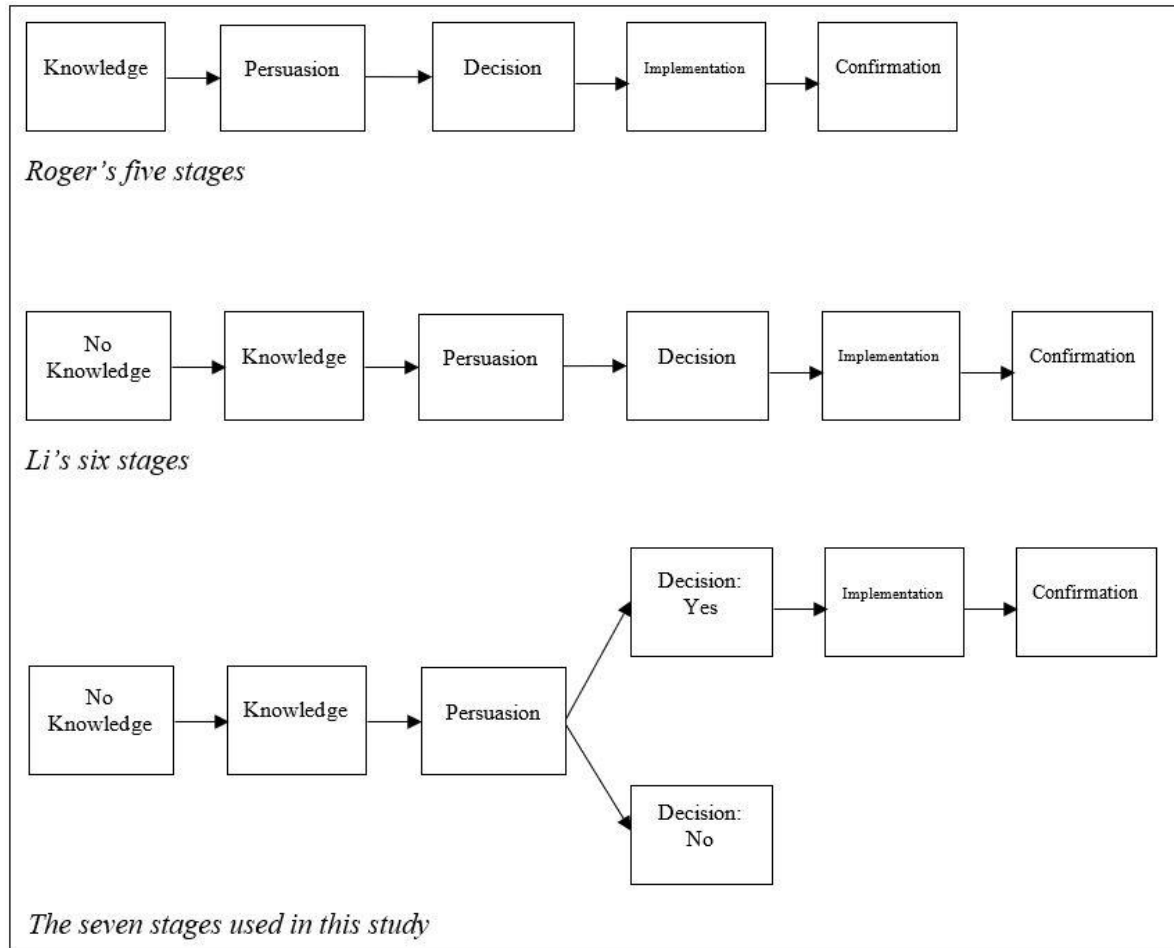 Knowledge
Persuasion
Decision
Implementation
Confirmation
Roger’s five stages
No
Knowledge
Knowledge
Persuasion
Decision
Implementation
Confirmation
Li’s six stages
No
Knowledge
Knowledge
Persuasion
Decision:
Yes
Implementation
Confirmation
Decision:
No
The seven stages used in this study